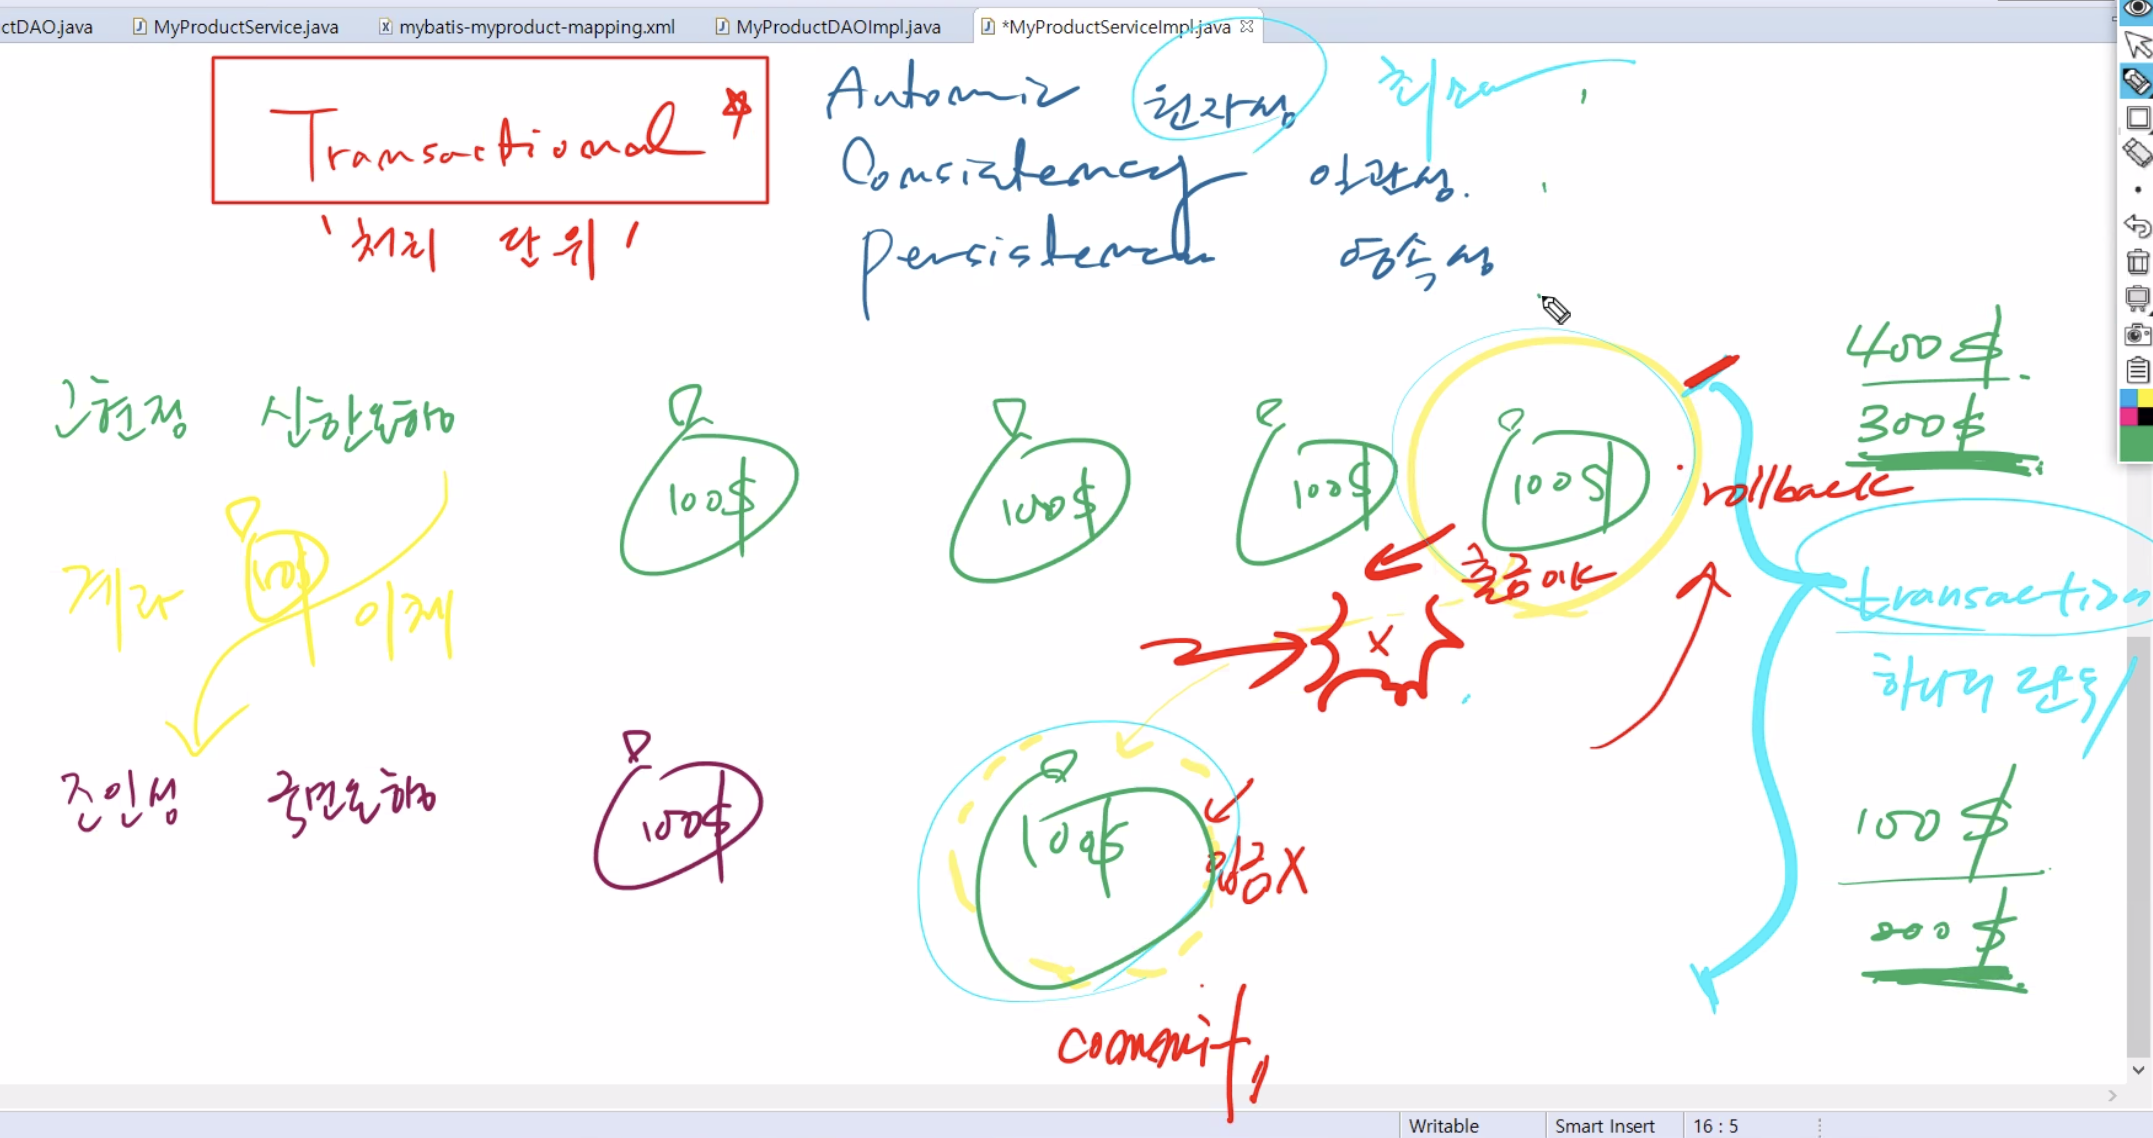 ctDAO.java MyProductService.java mybatis-myproduct-mapping.xml MyProductDAOImpl.java *MyProductServiceImpl.java
Transactional
'처리 단위'
Automic 원자성 최소
Consistency 일관성.
Persistence 영속성
고현정 신한은행
100$ 100$ 100$ 100$
400$
300$
rollback
출금 ok
X
계좌 100$ 이체
transaction
하나의
조인성 국민은행
100$ 100$
입금X
100$
200$
commit,
Writable Smart Insert 16 : 5